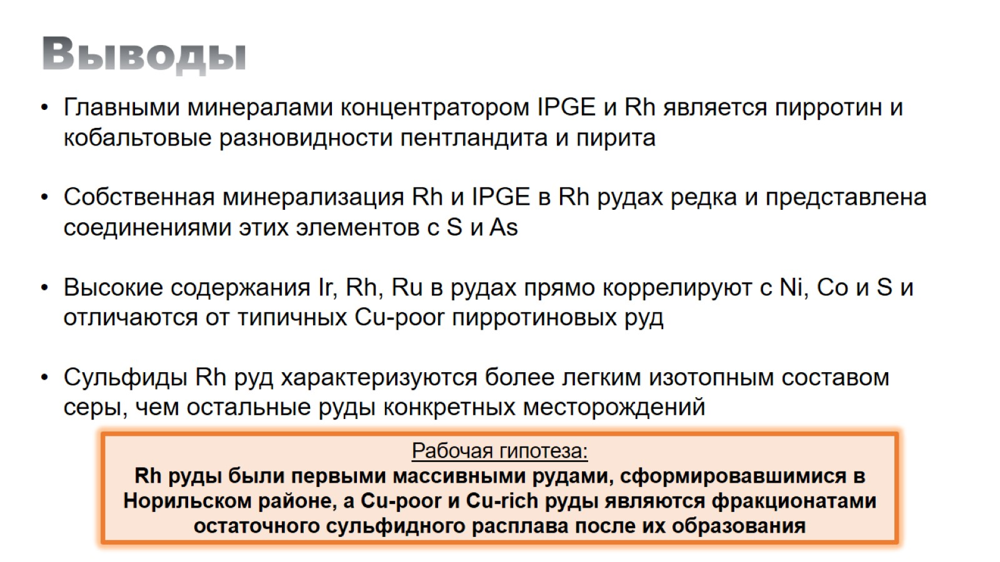 Выводы
• Главными минералами концентратором IPGE и Rh является пирротин и
кобальтовые разновидности пентландита и пирита
• Собственная минерализация Rh и IPGE в Rh рудах редка и представлена
соединениями этих элементов с S и As
• Высокие содержания Ir, Rh, Ru в рудах прямо коррелируют с Ni, Co и S и
отличаются от типичных Cu-poor пирротиновых руд
• Сульфиды Rh руд характеризуются более легким изотопным составом
серы, чем остальные руды конкретных месторождений
Рабочая гипотеза:
Rh руды были первыми массивными рудами, сформировавшимися в
Норильском районе, а Cu-poor и Cu-rich руды являются фракционатами
остаточного сульфидного расплава после их образования